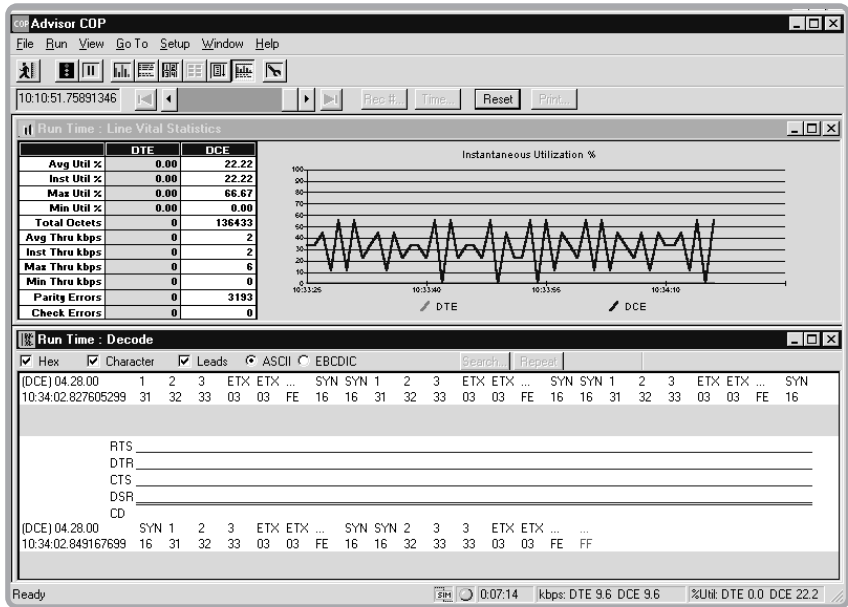 COP Advisor COP
File Run View Go To Setup Window Help
10:10:51.75891346 Rec #... Time... Reset Print...
Run Time : Line Vital Statistics
DTE DCE
Avg Util % 0.00 22.22
Inst Util % 0.00 22.22
Max Util % 0.00 66.67
Min Util % 0.00 0.00
Total Octets 0 136433
Avg Thru kbps 0 2
Inst Thru kbps 0 2
Max Thru kbps 0 6
Min Thru kbps 0 0
Parity Errors 0 3193
Check Errors 0 0
Instantaneous Utilization %
100
90
80
70
60
50
40
30
20
10
0
10:33:26 10:33:40 10:33:56 10:34:10
DTE DCE
Run Time : Decode
Hex Character Leads ASCII EBCDIC Search... Repeat
(DCE) 04.28.00 1 2 3 ETX ETX ... SYN SYN 1 2 3 ETX ETX ... SYN SYN 1 2 3 ETX ETX ... SYN
10:34:02.827605299 31 32 33 03 03 FE 16 16 31 32 33 03 03 FE 16 16 31 32 33 03 03 FE 16
RTS
DTR
CTS
DSR
CD
(DCE) 04.28.00 SYN 1 2 3 ETX ETX ... SYN SYN 2 3 3 ETX ETX ... ...
10:34:02.849167699 16 31 32 33 03 03 FE 16 16 32 33 33 03 03 FE FF
Ready SIM 0:07:14 kbps: DTE 9.6 DCE 9.6 %Util: DTE 0.0 DCE 22.2